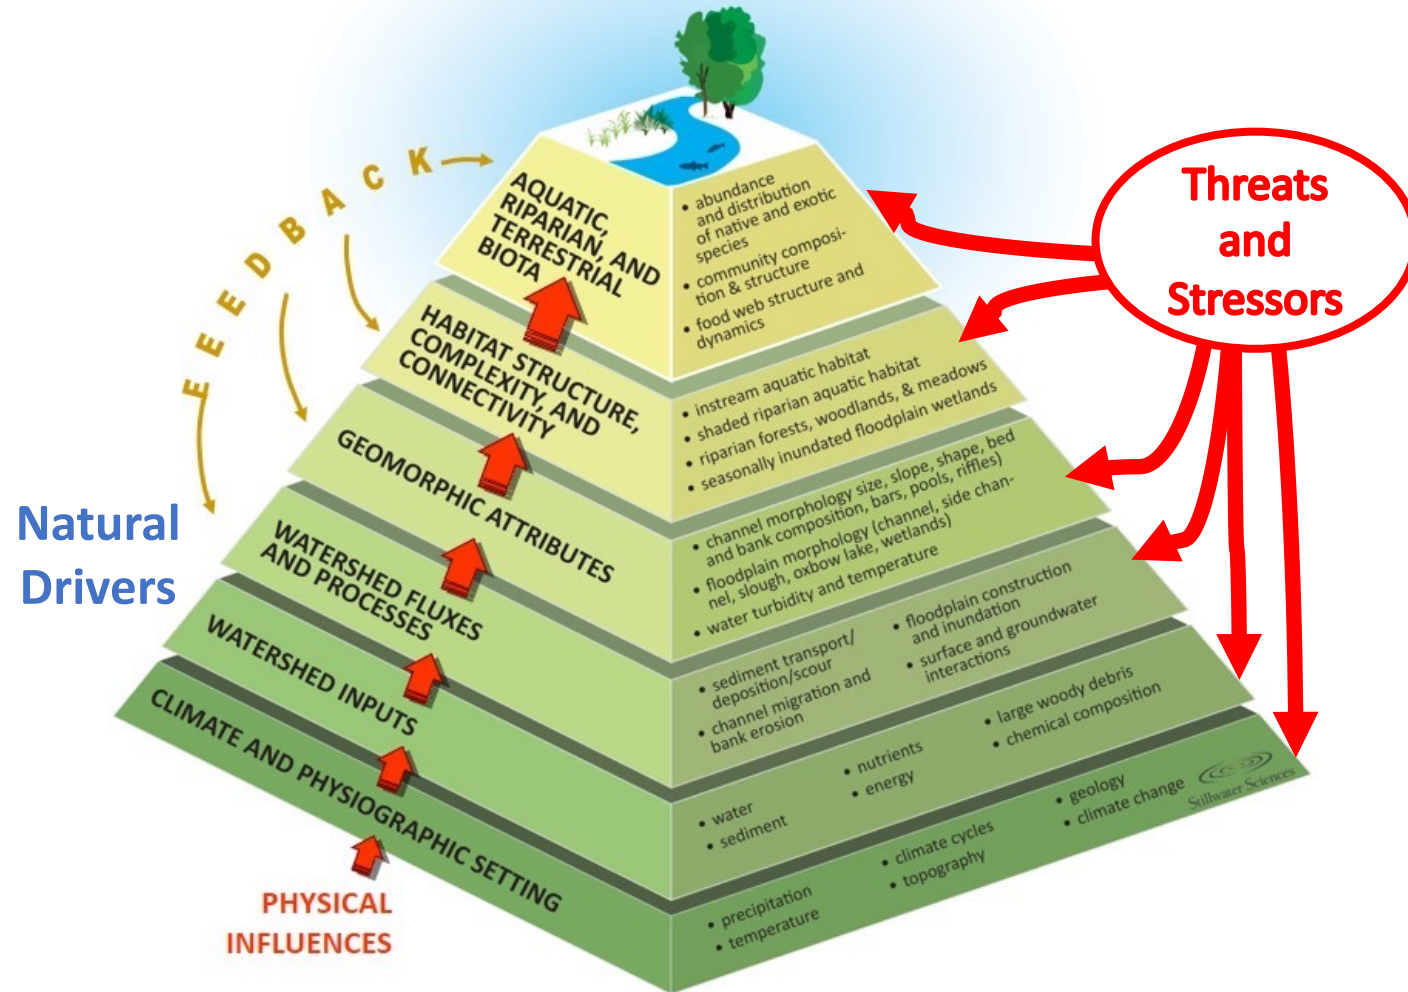 FEEDBACK
AQUATIC,
RIPARIAN, AND
TERRESTRIAL
BIOTA
• abundance
and distribution
of native and exotic
species
• community composi-
tion & structure
• food web structure and
dynamics
Threats
and
Stressors
HABITAT STRUCTURE,
COMPLEXITY, AND
CONNECTIVITY
• instream aquatic habitat
• shaded riparian aquatic habitat
• riparian forests, woodlands, & meadows
• seasonally inundated floodplain wetlands
GEOMORPHIC ATTRIBUTES
• channel morphology size, slope, shape, bed
and bank composition, bars, pools, riffles)
• floodplain morphology (channel, side chan-
nel, slough, oxbow lake, wetlands)
• water turbidity and temperature
Natural
Drivers
WATERSHED FLUXES
AND PROCESSES
• sediment transport/
deposition/scour
• channel migration and
bank erosion
• floodplain construction
and inundation
• surface and groundwater
interactions
WATERSHED INPUTS
• water
• sediment
• nutrients
• energy
• large woody debris
• chemical composition
CLIMATE AND PHYSIOGRAPHIC SETTING
• precipitation
• temperature
• climate cycles
• topography
• geology
• climate change
Stillwater Sciences
PHYSICAL
INFLUENCES